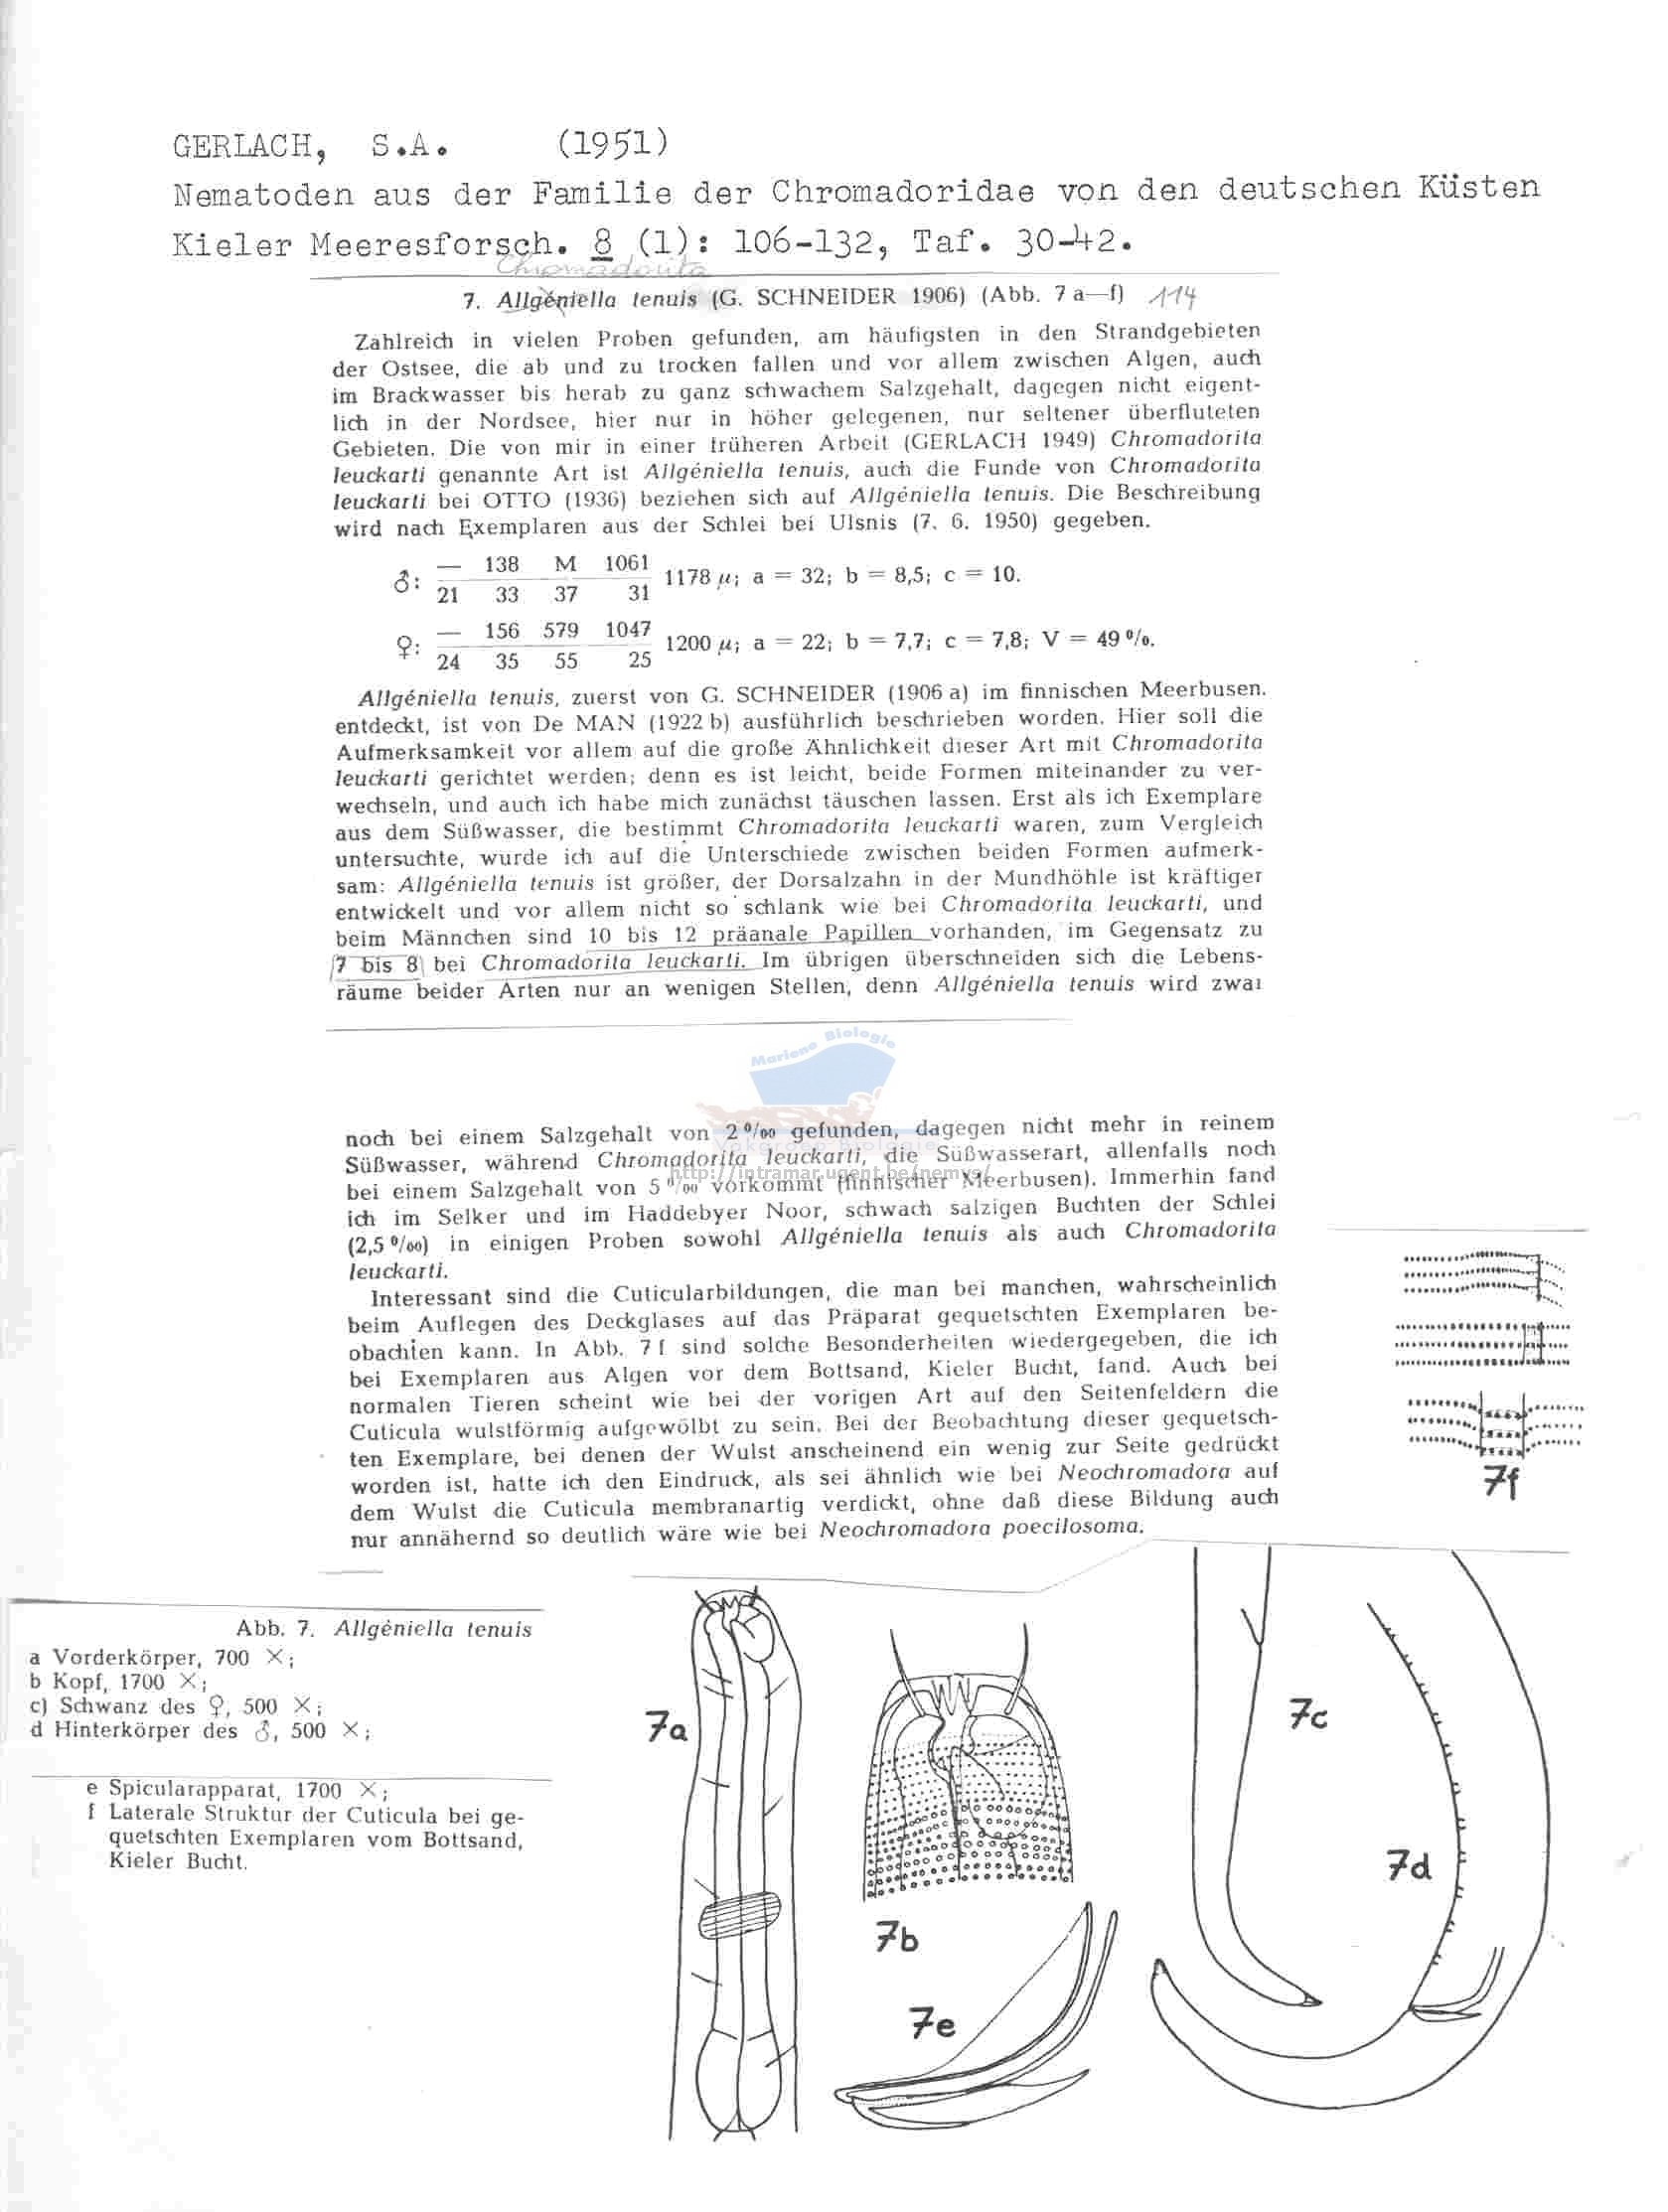 GERLACH, S.A. (1951)
Nematoden aus der Familie der Chromadoridae von den deutschen Küsten
Kieler Meeresforsch. 8 (1): 106-132, Taf. 30-42.
Chromadorita
7. Allgéniella tenuis (G. SCHNEIDER 1906) (Abb. 7 a—f) 114
Zahlreich in vielen Proben gefunden, am häufigsten in den Strandgebieten
der Ostsee, die ab und zu trocken fallen und vor allem zwischen Algen, auch
im Brackwasser bis herab zu ganz schwachem Salzgehalt, dagegen nicht eigent-
lich in der Nordsee, hier nur in höher gelegenen, nur seltener überfluteten
Gebieten. Die von mir in einer früheren Arbeit (GERLACH 1949) Chromadorita
leuckarti genannte Art ist Allgéniella tenuis, auch die Funde von Chromadorita
leuckarti bei OTTO (1936) beziehen sich auf Allgéniella tenuis. Die Beschreibung
wird nach Exemplaren aus der Schlei bei Ulsnis (7. 6. 1950) gegeben.
— 138 M 1061
♂: 1178 µ; a = 32; b = 8,5; c = 10.
21 33 37 31
— 156 579 1047
♀: 1200 µ; a = 22; b = 7,7; c = 7,8; V = 49 %.
24 35 55 25
Allgéniella tenuis, zuerst von G. SCHNEIDER (1906 a) im finnischen Meerbusen.
entdeckt, ist von De MAN (1922 b) ausführlich beschrieben worden. Hier soll die
Aufmerksamkeit vor allem auf die große Ähnlichkeit dieser Art mit Chromadorita
leuckarti gerichtet werden; denn es ist leicht, beide Formen miteinander zu ver-
wechseln, und auch ich habe mich zunächst täuschen lassen. Erst als ich Exemplare
aus dem Süßwasser, die bestimmt Chromadorita leuckarti waren, zum Vergleich
untersuchte, wurde ich auf die Unterschiede zwischen beiden Formen aufmerk-
sam: Allgéniella tenuis ist größer, der Dorsalzahn in der Mundhöhle ist kräftiger
entwickelt und vor allem nicht so schlank wie bei Chromadorita leuckarti, und
beim Männchen sind 10 bis 12 präanale Papillen vorhanden, im Gegensatz zu
7 bis 8 bei Chromadorita leuckarti. Im übrigen überschneiden sich die Lebens-
räume beider Arten nur an wenigen Stellen, denn Allgéniella tenuis wird zwar
Mariene Biologie
noch bei einem Salzgehalt von 2 ‰ gefunden, dagegen nicht mehr in reinem
Vakgroep Biologie
Süßwasser, während Chromadorita leuckarti, die Süßwasserart, allenfalls noch
http://intramar.ugent.be/nemys/
bei einem Salzgehalt von 5 ‰ vorkommt (finnischer Meerbusen). Immerhin fand
ich im Selker und im Haddebyer Noor, schwach salzigen Buchten der Schlei
(2,5 ‰) in einigen Proben sowohl Allgéniella tenuis als auch Chromadorita
leuckarti.
Interessant sind die Cuticularbildungen, die man bei manchen, wahrscheinlich
beim Auflegen des Deckglases auf das Präparat gequetschten Exemplaren be-
obachten kann. In Abb. 7 f sind solche Besonderheiten wiedergegeben, die ich
bei Exemplaren aus Algen vor dem Bottsand, Kieler Bucht, fand. Auch bei
normalen Tieren scheint wie bei der vorigen Art auf den Seitenfeldern die
Cuticula wulstförmig aufgewölbt zu sein. Bei der Beobachtung dieser gequetsch-
ten Exemplare, bei denen der Wulst anscheinend ein wenig zur Seite gedrückt
worden ist, hatte ich den Eindruck, als sei ähnlich wie bei Neochromadora auf
dem Wulst die Cuticula membranartig verdickt, ohne daß diese Bildung auch
nur annähernd so deutlich wäre wie bei Neochromadora poecilosoma.
7f
Abb. 7. Allgéniella tenuis
a Vorderkörper, 700 ×;
b Kopf, 1700 ×;
c) Schwanz des ♀, 500 ×;
d Hinterkörper des ♂, 500 ×;
e Spicularapparat, 1700 ×;
f Laterale Struktur der Cuticula bei ge-
quetschten Exemplaren vom Bottsand,
Kieler Bucht.
7a
7b
7c
7d
7e